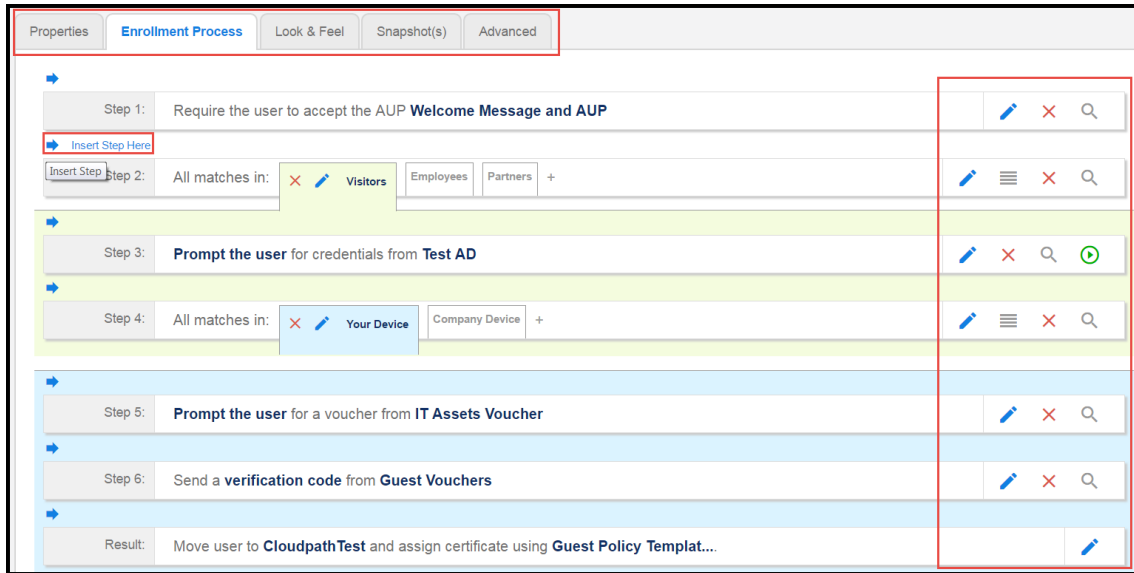 Properties Enrollment Process Look & Feel Snapshot(s) Advanced
Step 1: Require the user to accept the AUP Welcome Message and AUP
Insert Step Here
Insert Step
Step 2: All matches in: Visitors Employees Partners +
Step 3: Prompt the user for credentials from Test AD
Step 4: All matches in: Your Device Company Device +
Step 5: Prompt the user for a voucher from IT Assets Voucher
Step 6: Send a verification code from Guest Vouchers
Result: Move user to CloudpathTest and assign certificate using Guest Policy Templat....